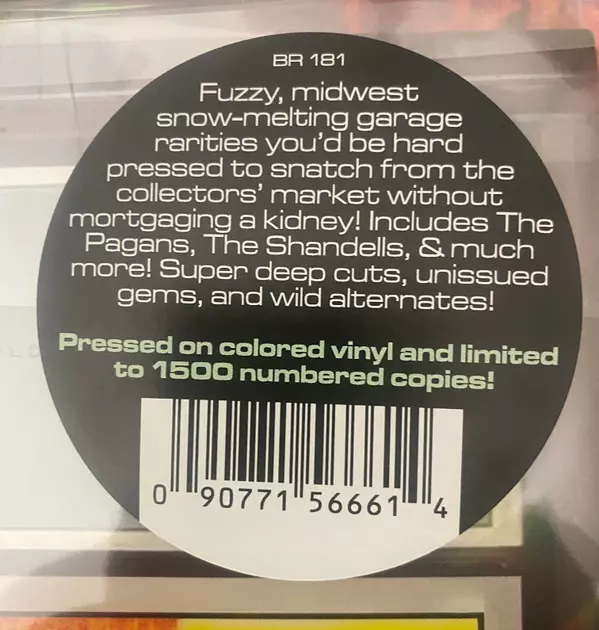 BR 181
Fuzzy, midwest
snow-melting garage
rarities you'd be hard
pressed to snatch from the
collectors' market without
mortgaging a kidney! Includes The
Pagans, The Shandells, & much
more! Super deep cuts, unissued
gems, and wild alternates!
Pressed on colored vinyl and limited
to 1500 numbered copies!
0 90771 56661 4